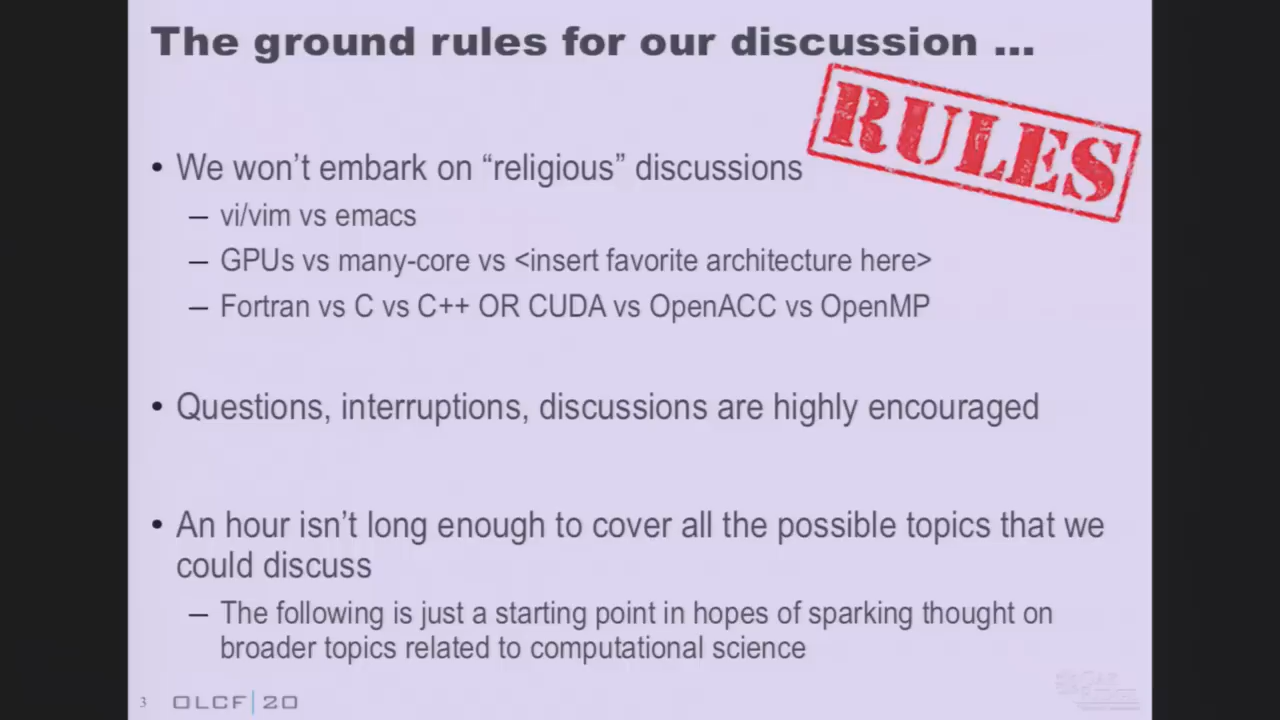 The ground rules for our discussion ...
RULES
• We won’t embark on “religious” discussions
– vi/vim vs emacs
– GPUs vs many-core vs <insert favorite architecture here>
– Fortran vs C vs C++ OR CUDA vs OpenACC vs OpenMP
• Questions, interruptions, discussions are highly encouraged
• An hour isn’t long enough to cover all the possible topics that we
could discuss
– The following is just a starting point in hopes of sparking thought on
broader topics related to computational science
3 OLCF|20